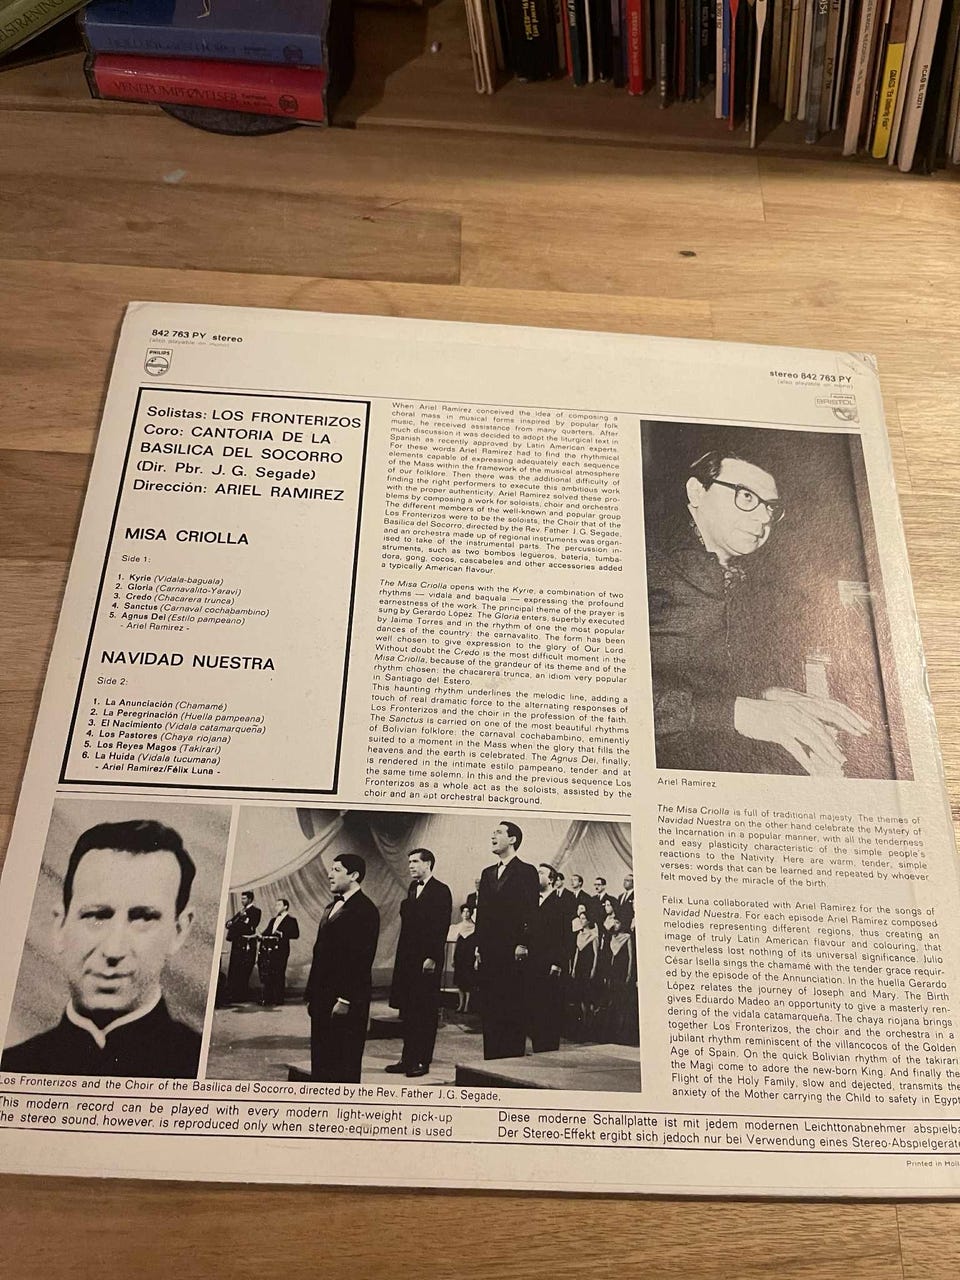 VENEPUMPEØVELSER
842 763 PY stereo
(also playable on mono)
PHILIPS
stereo 842 763 PY
(also playable on mono)
BRISTOL
Solistas: LOS FRONTERIZOS
Coro: CANTORIA DE LA
BASILICA DEL SOCORRO
(Dir. Pbr. J. G. Segade)
Dirección: ARIEL RAMIREZ
MISA CRIOLLA
Side 1:
1. Kyrie (Vidala-baguala)
2. Gloria (Carnavalito-Yaravi)
3. Credo (Chacarera trunca)
4. Sanctus (Carnaval cochabambino)
5. Agnus Dei (Estilo pampeano)
- Ariel Ramirez -
NAVIDAD NUESTRA
Side 2:
1. La Anunciación (Chamamé)
2. La Peregrinación (Huella pampeana)
3. El Nacimiento (Vidala catamarqueña)
4. Los Pastores (Chaya riojana)
5. Los Reyes Magos (Takirari)
6. La Huida (Vidala tucumana)
- Ariel Ramirez/Félix Luna -
When Ariel Ramirez conceived the idea of composing a
choral mass in musical forms inspired by popular folk
music, he received assistance from many quarters. After
much discussion it was decided to adopt the liturgical text in
Spanish as recently approved by Latin American experts.
For these words Ariel Ramirez had to find the rhythmical
elements capable of expressing adequately each sequence
of the Mass within the framework of the musical atmosphere
of our folklore. Then there was the additional difficulty of
finding the right performers to execute this ambitious work
with the proper authenticity. Ariel Ramirez solved these pro-
blems by composing a work for soloists, choir and orchestra.
The different members of the well-known and popular group
Los Fronterizos were to be the soloists, the Choir that of the
Basilica del Socorro, directed by the Rev. Father J. G. Segade,
and an orchestra made up of regional instruments was organ-
ised to take of the instrumental parts. The percussion in-
struments, such as two bombos legueros, bateria, tumba-
dora, gong, cocos, cascabeles and other accessories added
a typically American flavour.
The Misa Criolla opens with the Kyrie, a combination of two
rhythms — vidala and baquala — expressing the profound
earnestness of the work. The principal theme of the prayer is
sung by Gerardo López. The Gloria enters, superbly executed
by Jaime Torres and in the rhythm of one the most popular
dances of the country: the carnavalito. The form has been
well chosen to give expression to the glory of Our Lord.
Without doubt the Credo is the most difficult moment in the
Misa Criolla, because of the grandeur of its theme and of the
rhythm chosen: the chacarera trunca, an idiom very popular
in Santiago del Estero.
This haunting rhythm underlines the melodic line, adding a
touch of real dramatic force to the alternating responses of
Los Fronterizos and the choir in the profession of the faith.
The Sanctus is carried on one of the most beautiful rhythms
of Bolivian folklore: the carnaval cochabambino, eminently
suited to a moment in the Mass when the glory that fills the
heavens and the earth is celebrated. The Agnus Dei, finally,
is rendered in the intimate estilo pampeano, tender and at
the same time solemn. In this and the previous sequence Los
Fronterizos as a whole act as the soloists, assisted by the
choir and an apt orchestral background.
Ariel Ramirez
The Misa Criolla is full of traditional majesty. The themes of
Navidad Nuestra on the other hand celebrate the Mystery of
the Incarnation in a popular manner, with all the tenderness
and easy plasticity characteristic of the simple people's
reactions to the Nativity. Here are warm, tender, simple
verses: words that can be learned and repeated by whoever
felt moved by the miracle of the birth.
Félix Luna collaborated with Ariel Ramirez for the songs of
Navidad Nuestra. For each episode Ariel Ramirez composed
melodies representing different regions, thus creating an
image of truly Latin American flavour and colouring, that
nevertheless lost nothing of its universal significance. Julio
César Isella sings the chamamé with the tender grace requir-
ed by the episode of the Annunciation. In the huella Gerardo
López relates the journey of Joseph and Mary. The Birth
gives Eduardo Madeo an opportunity to give a masterly ren-
dering of the vidala catamarqueña. The chaya riojana brings
together Los Fronterizos, the choir and the orchestra in a
jubilant rhythm reminiscent of the villancocos of the Golden
Age of Spain. On the quick Bolivian rhythm of the takirari
the Magi come to adore the new-born King. And finally the
Flight of the Holy Family, slow and dejected, transmits the
anxiety of the Mother carrying the Child to safety in Egypt
Los Fronterizos and the Choir of the Basilica del Socorro, directed by the Rev. Father J.G. Segade.
This modern record can be played with every modern light-weight pick-up
The stereo sound, however, is reproduced only when stereo-equipment is used
Diese moderne Schallplatte ist mit jedem modernen Leichttonabnehmer abspielba
Der Stereo-Effekt ergibt sich jedoch nur bei Verwendung eines Stereo-Abspielgeräte
Printed in Holl